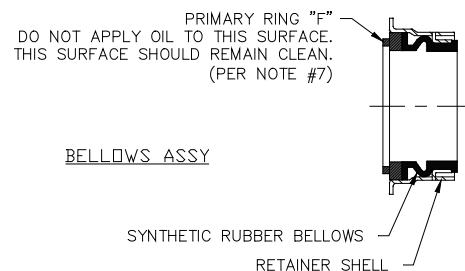 PRIMARY RING "F"
DO NOT APPLY OIL TO THIS SURFACE.
THIS SURFACE SHOULD REMAIN CLEAN.
(PER NOTE #7)
BELLOWS ASSY
SYNTHETIC RUBBER BELLOWS
RETAINER SHELL